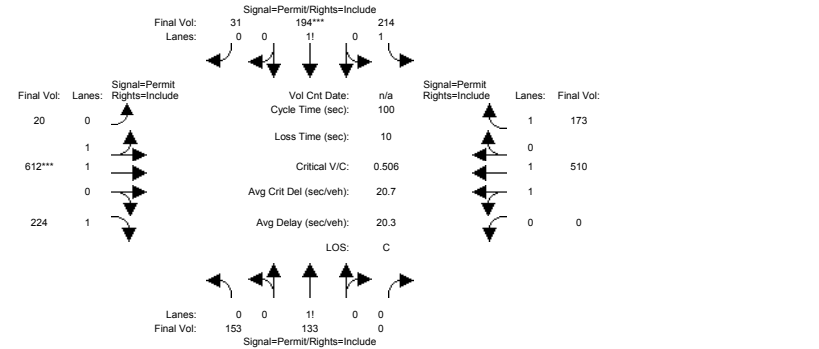 Signal=Permit/Rights=Include
Final Vol: 31 194*** 214
Lanes: 0 0 1! 0 1
Signal=Permit Signal=Permit
Final Vol: Lanes: Rights=Include Vol Cnt Date: n/a Rights=Include Lanes: Final Vol:
Cycle Time (sec): 100
20 0 1 173
Loss Time (sec): 10
1 0
612*** 1 Critical V/C: 0.506 1 510
0 Avg Crit Del (sec/veh): 20.7 1
224 1 Avg Delay (sec/veh): 20.3 0 0
LOS: C
Lanes: 0 0 1! 0 0
Final Vol: 153 133 0
Signal=Permit/Rights=Include